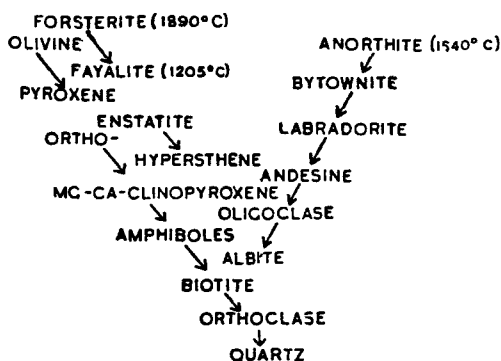 FORSTERITE (1890°C)
OLIVINE
ANORTHITE (1540°C)
FAYALITE (1205°C)
BYTOWNITE
PYROXENE
ENSTATITE
LABRADORITE
ORTHO-
HYPERSTHENE
ANDESINE
MG-CA-CLINOPYROXENE
OLIGOCLASE
AMPHIBOLES
ALBITE
BIOTITE
ORTHOCLASE
QUARTZ